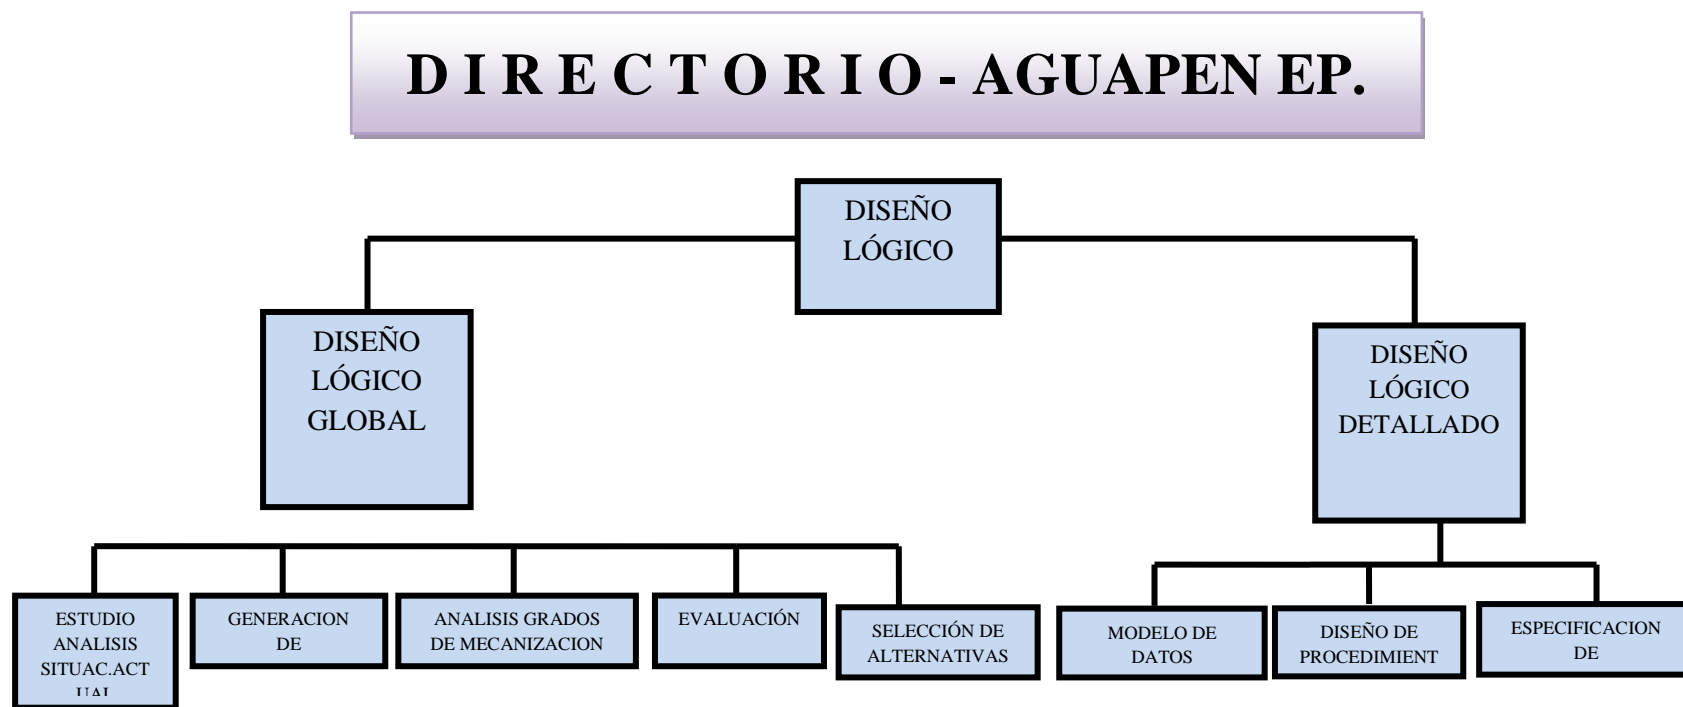 D I R E C T O R I O - AGUAPEN EP.
DISEÑO
LÓGICO
DISEÑO
LÓGICO
GLOBAL
DISEÑO
LÓGICO
DETALLADO
ESTUDIO
ANALISIS
SITUAC.ACT
UAL
GENERACION
DE
ANALISIS GRADOS
DE MECANIZACION
EVALUACIÓN
SELECCIÓN DE
ALTERNATIVAS
MODELO DE
DATOS
DISEÑO DE
PROCEDIMIENT
ESPECIFICACION
DE